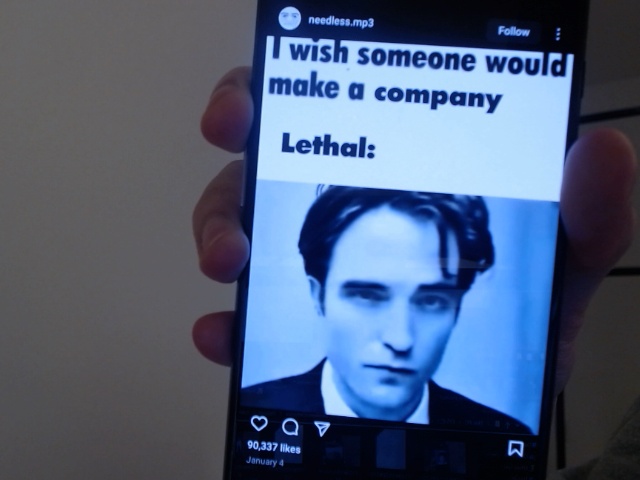 needless.mp3
Follow
I wish someone would
make a company
Lethal:
90,337 likes
January 4